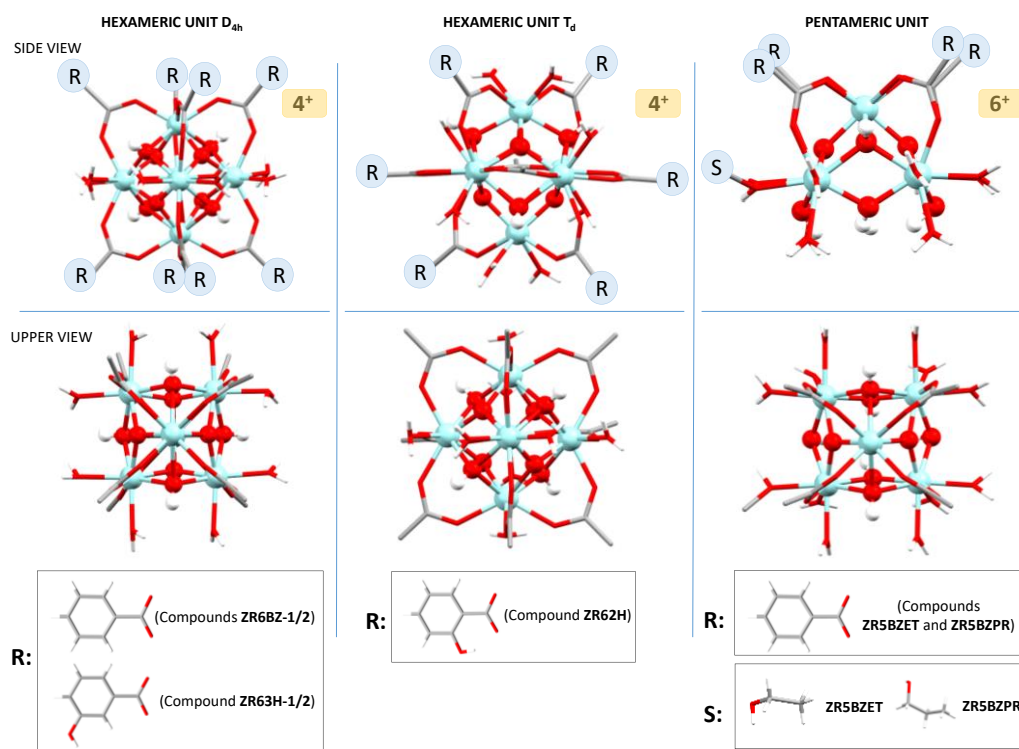 HEXAMERIC UNIT D4h
HEXAMERIC UNIT Td
PENTAMERIC UNIT
SIDE VIEW
R
R
R
R
R
4+
R
R
R
R
R
R
R
4+
R
R
R
R
R
R
R
R
6+
S
UPPER VIEW
R:
(Compounds ZR6BZ-1/2)
(Compound ZR63H-1/2)
R:
(Compound ZR62H)
R:
(Compounds
ZR5BZET and ZR5BZPR)
S:
ZR5BZET
ZR5BZPR